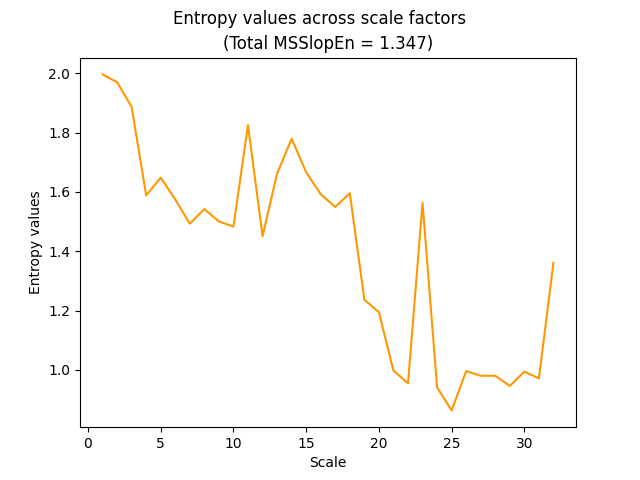 Entropy values across scale factors
(Total MSSlopEn = 1.347)
2.0
1.8
1.6
1.4
1.2
1.0
Entropy values
0 5 10 15 20 25 30
Scale